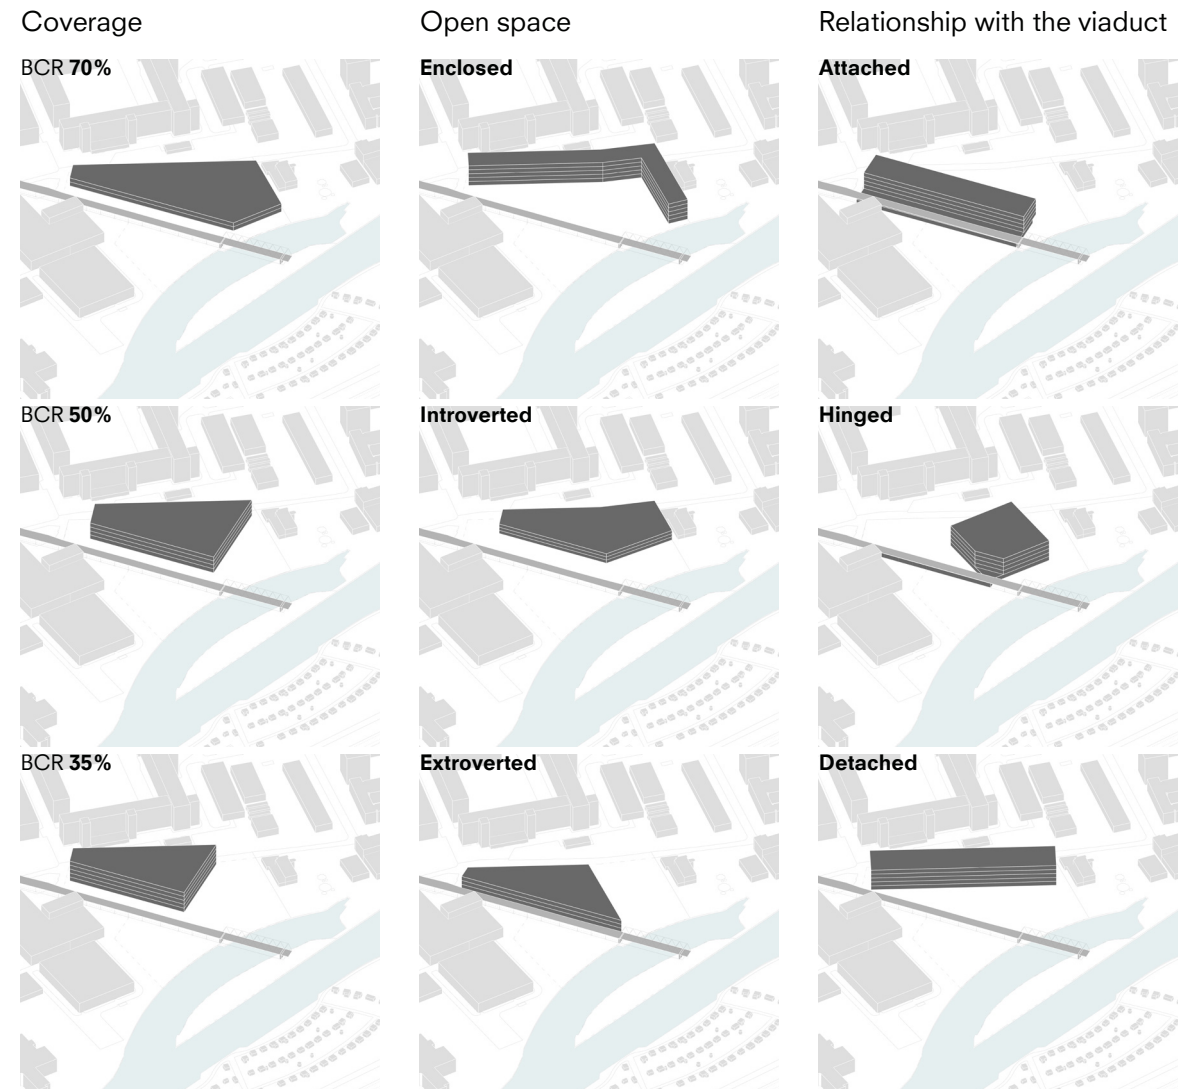 Coverage
Open space
Relationship with the viaduct
BCR 70%
Enclosed
Attached
BCR 50%
Introverted
Hinged
BCR 35%
Extroverted
Detached